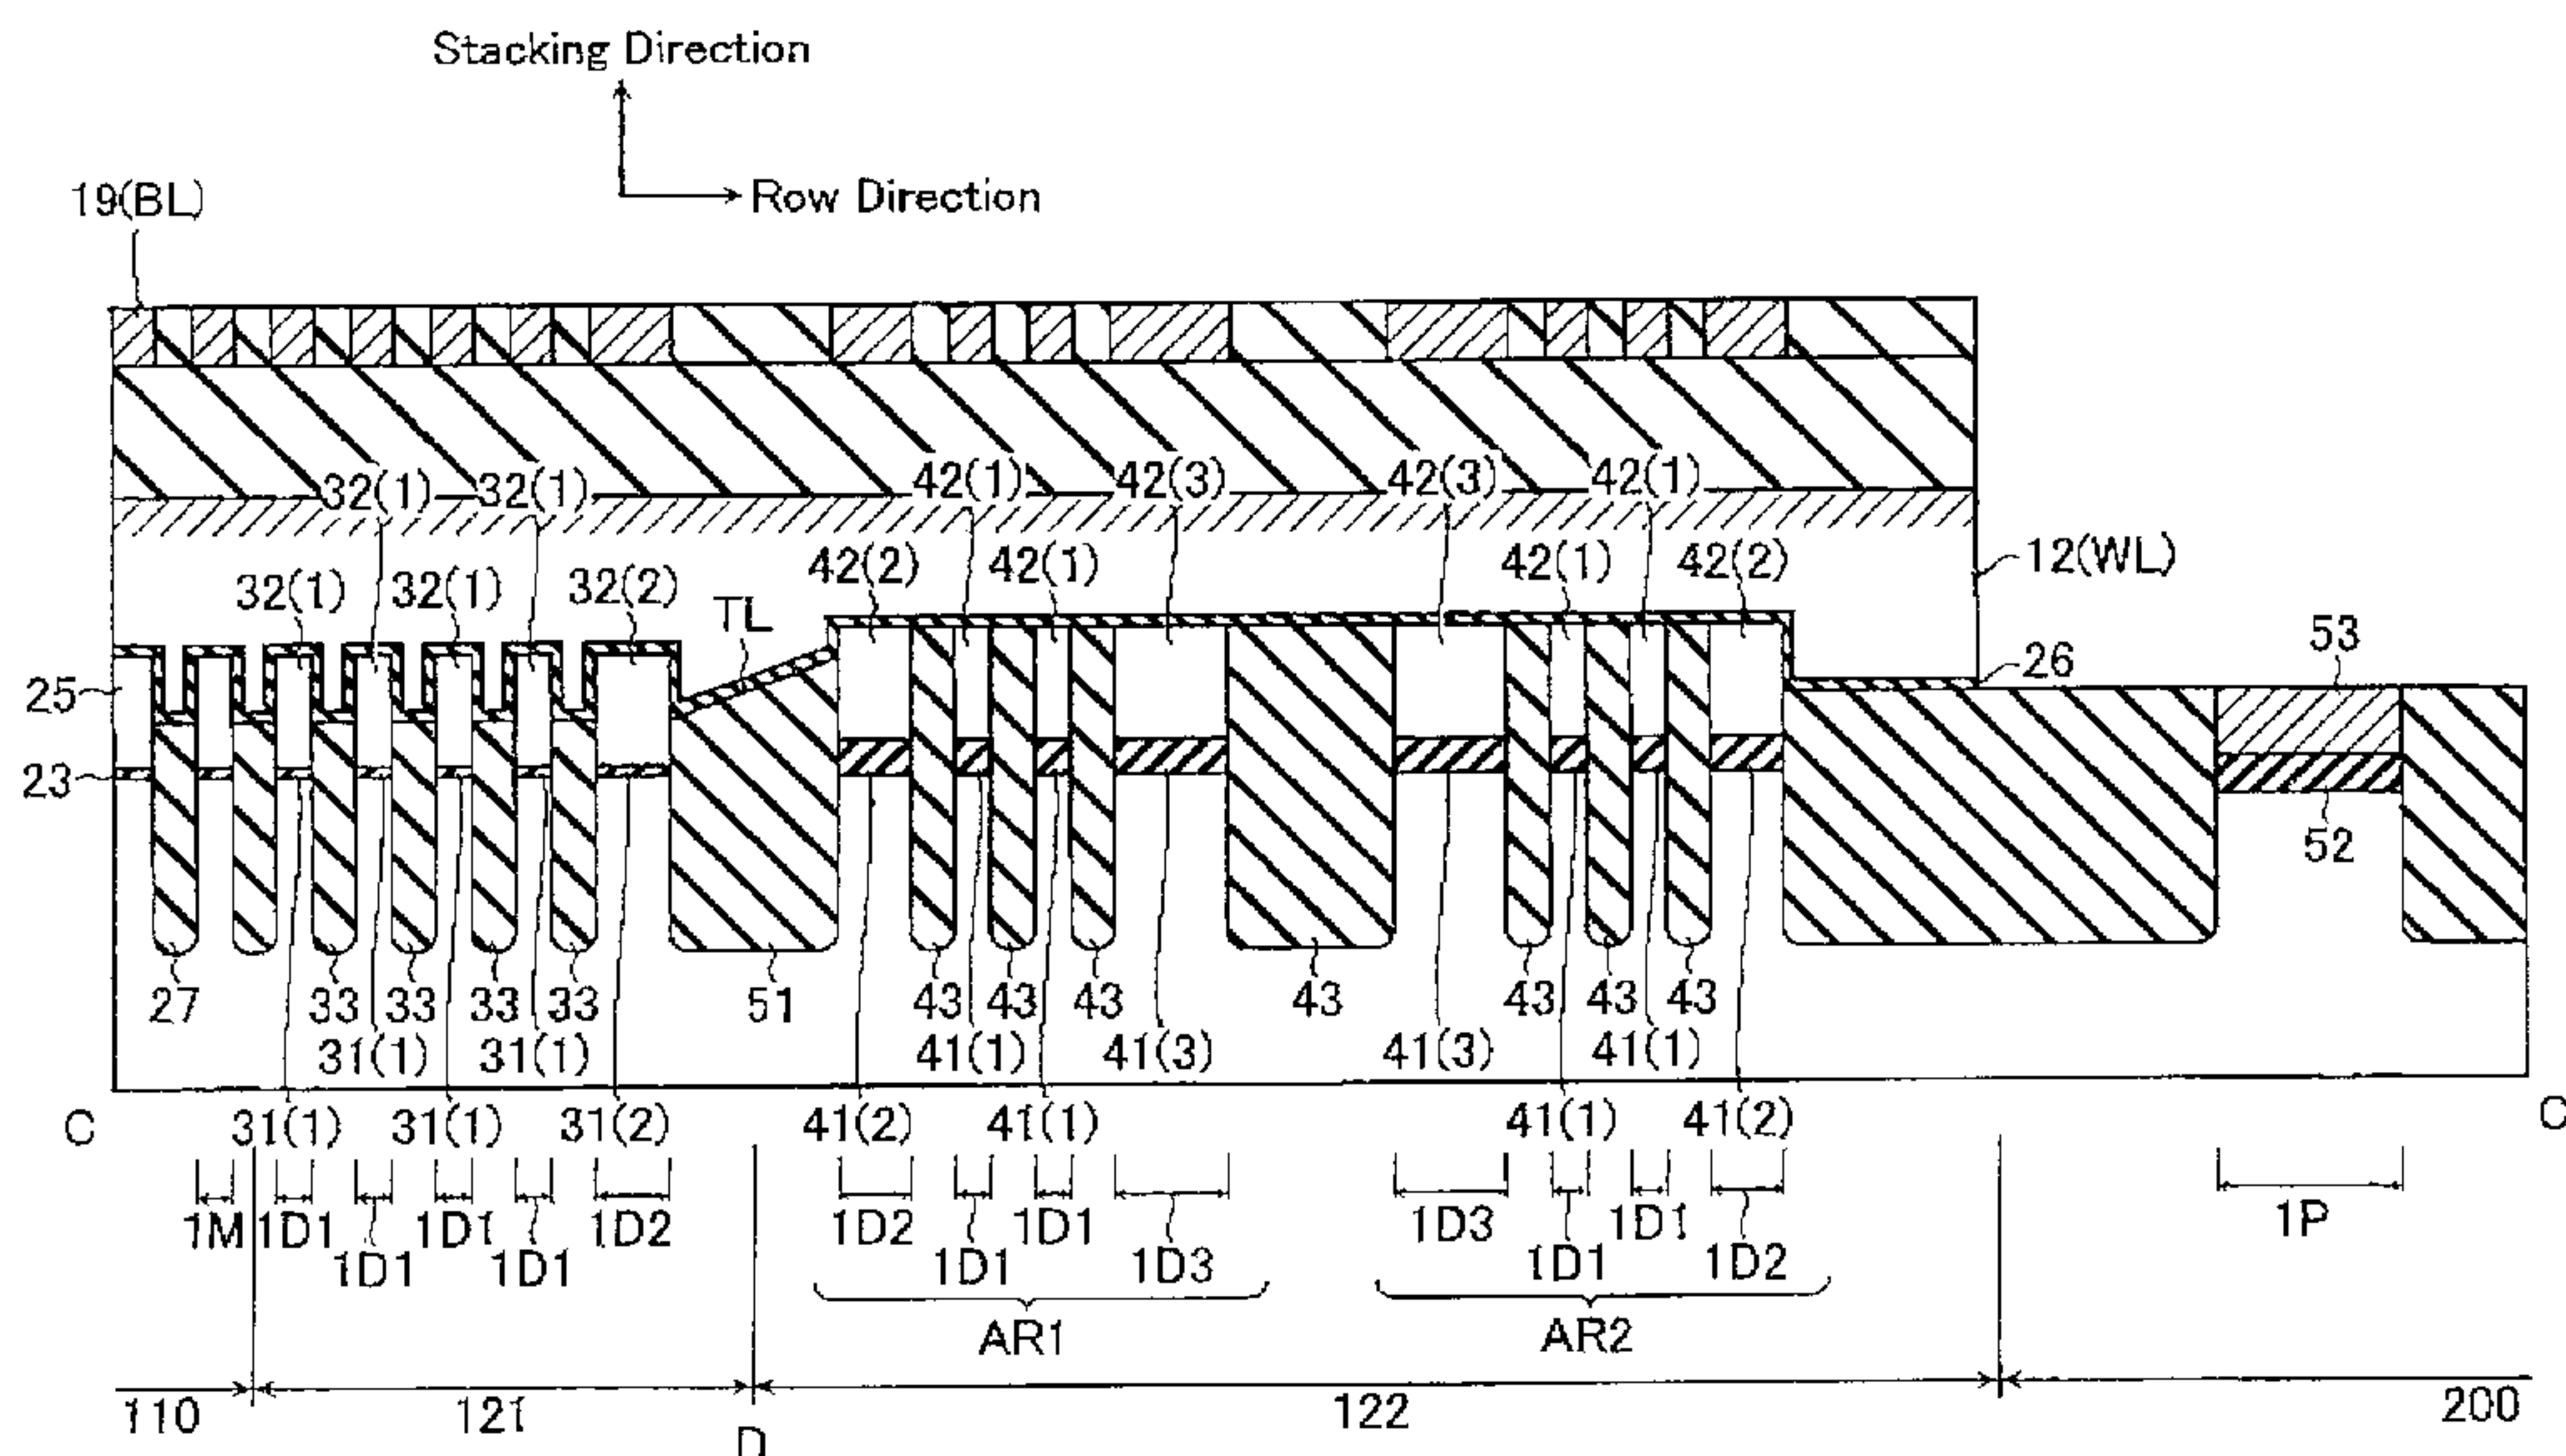 Stacking Direction
Row Direction
19(BL)
32(1) 32(1) 42(1) 42(3) 42(3) 42(1)
32(1) 32(1) 32(2) 42(2) 42(1) 42(1) 42(2) 12(WL)
TL
25 26 53
23 52
27 33 33 33 33 51 43 43 43 43 43 43 43
31(1) 31(1) 41(1) 41(3) 41(3) 41(1)
C 31(1) 31(1) 31(2) 41(2) 41(1) 41(1) 41(2) C
1M 1D1 1D1 1D2 1D2 1D1 1D3 1D1 1P
1D1 1D1 1D1 1D3 1D1 1D2
AR1 AR2
110 121 122 200
D